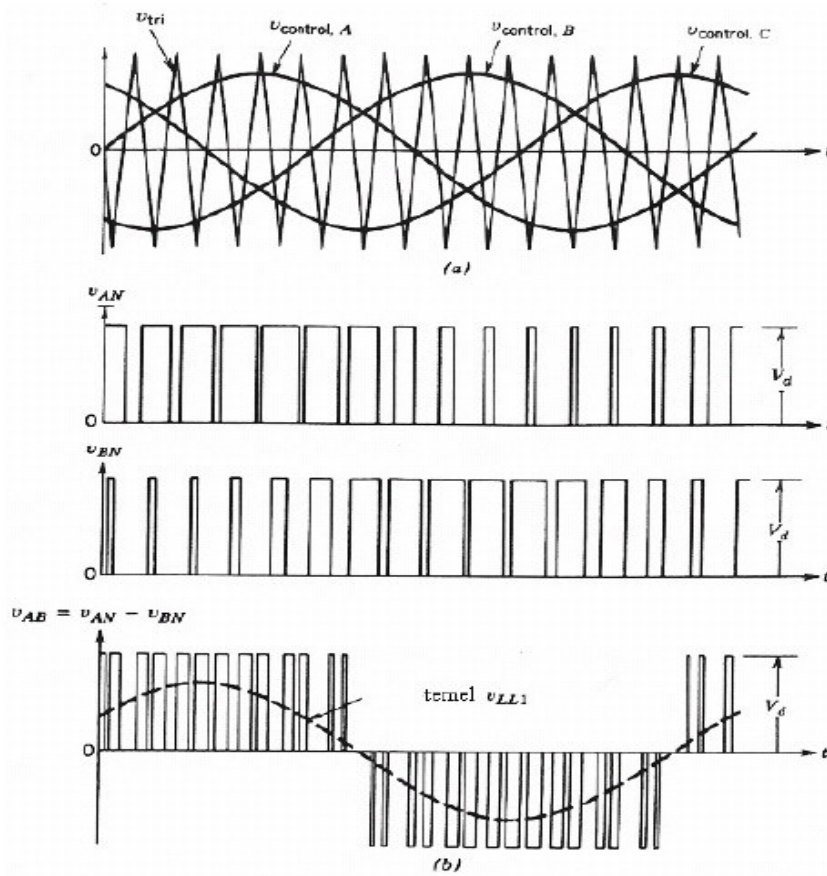 v_tri
v_control, A
v_control, B
v_control, C
0
t
(a)
v_AN
0
V_d
t
v_BN
0
V_d
t
v_AB = v_AN − v_BN
temel v_LL1
V_d
0
t
(b)